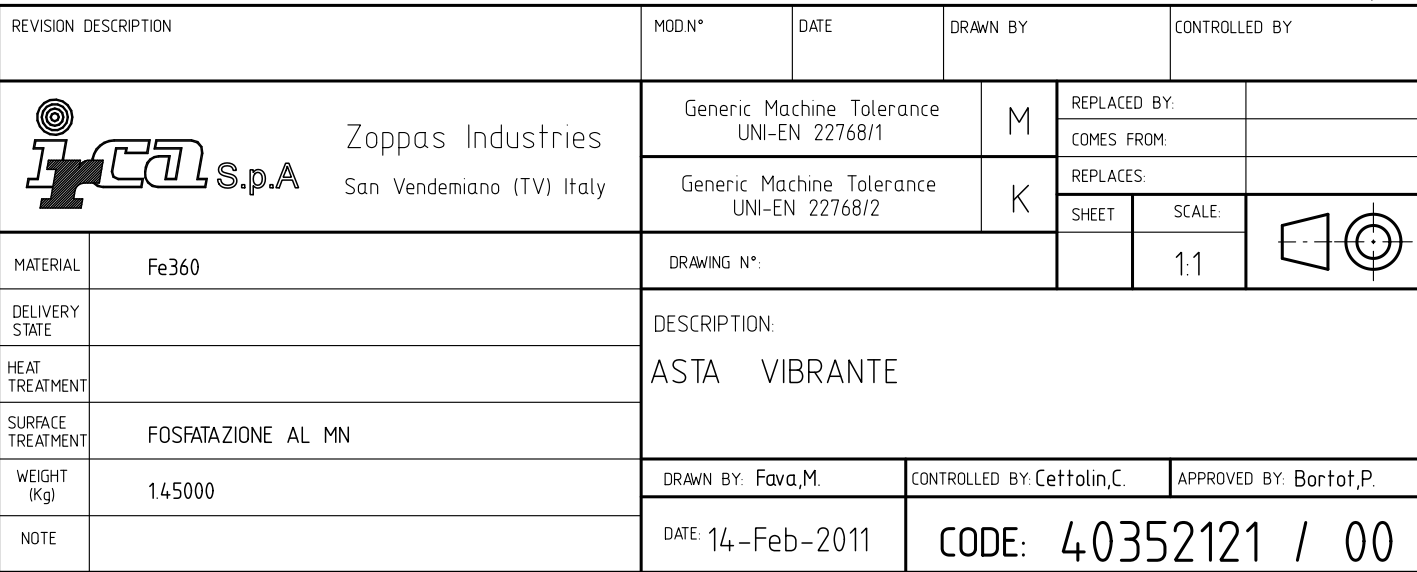 REVISION DESCRIPTION
MOD.N°
DATE
DRAWN BY
CONTROLLED BY
irca S.p.A
Zoppas Industries
San Vendemiano (TV) Italy
Generic Machine Tolerance
UNI-EN 22768/1
M
Generic Machine Tolerance
UNI-EN 22768/2
K
REPLACED BY:
COMES FROM:
REPLACES:
SHEET
SCALE:
1:1
MATERIAL
Fe360
DRAWING N°:
DELIVERY
STATE
HEAT
TREATMENT
SURFACE
TREATMENT
FOSFATAZIONE AL MN
WEIGHT
(Kg)
1.45000
NOTE
DESCRIPTION:
ASTA VIBRANTE
DRAWN BY: Fava,M.
CONTROLLED BY: Cettolin,C.
APPROVED BY: Bortot,P.
DATE: 14-Feb-2011
CODE: 40352121 / 00